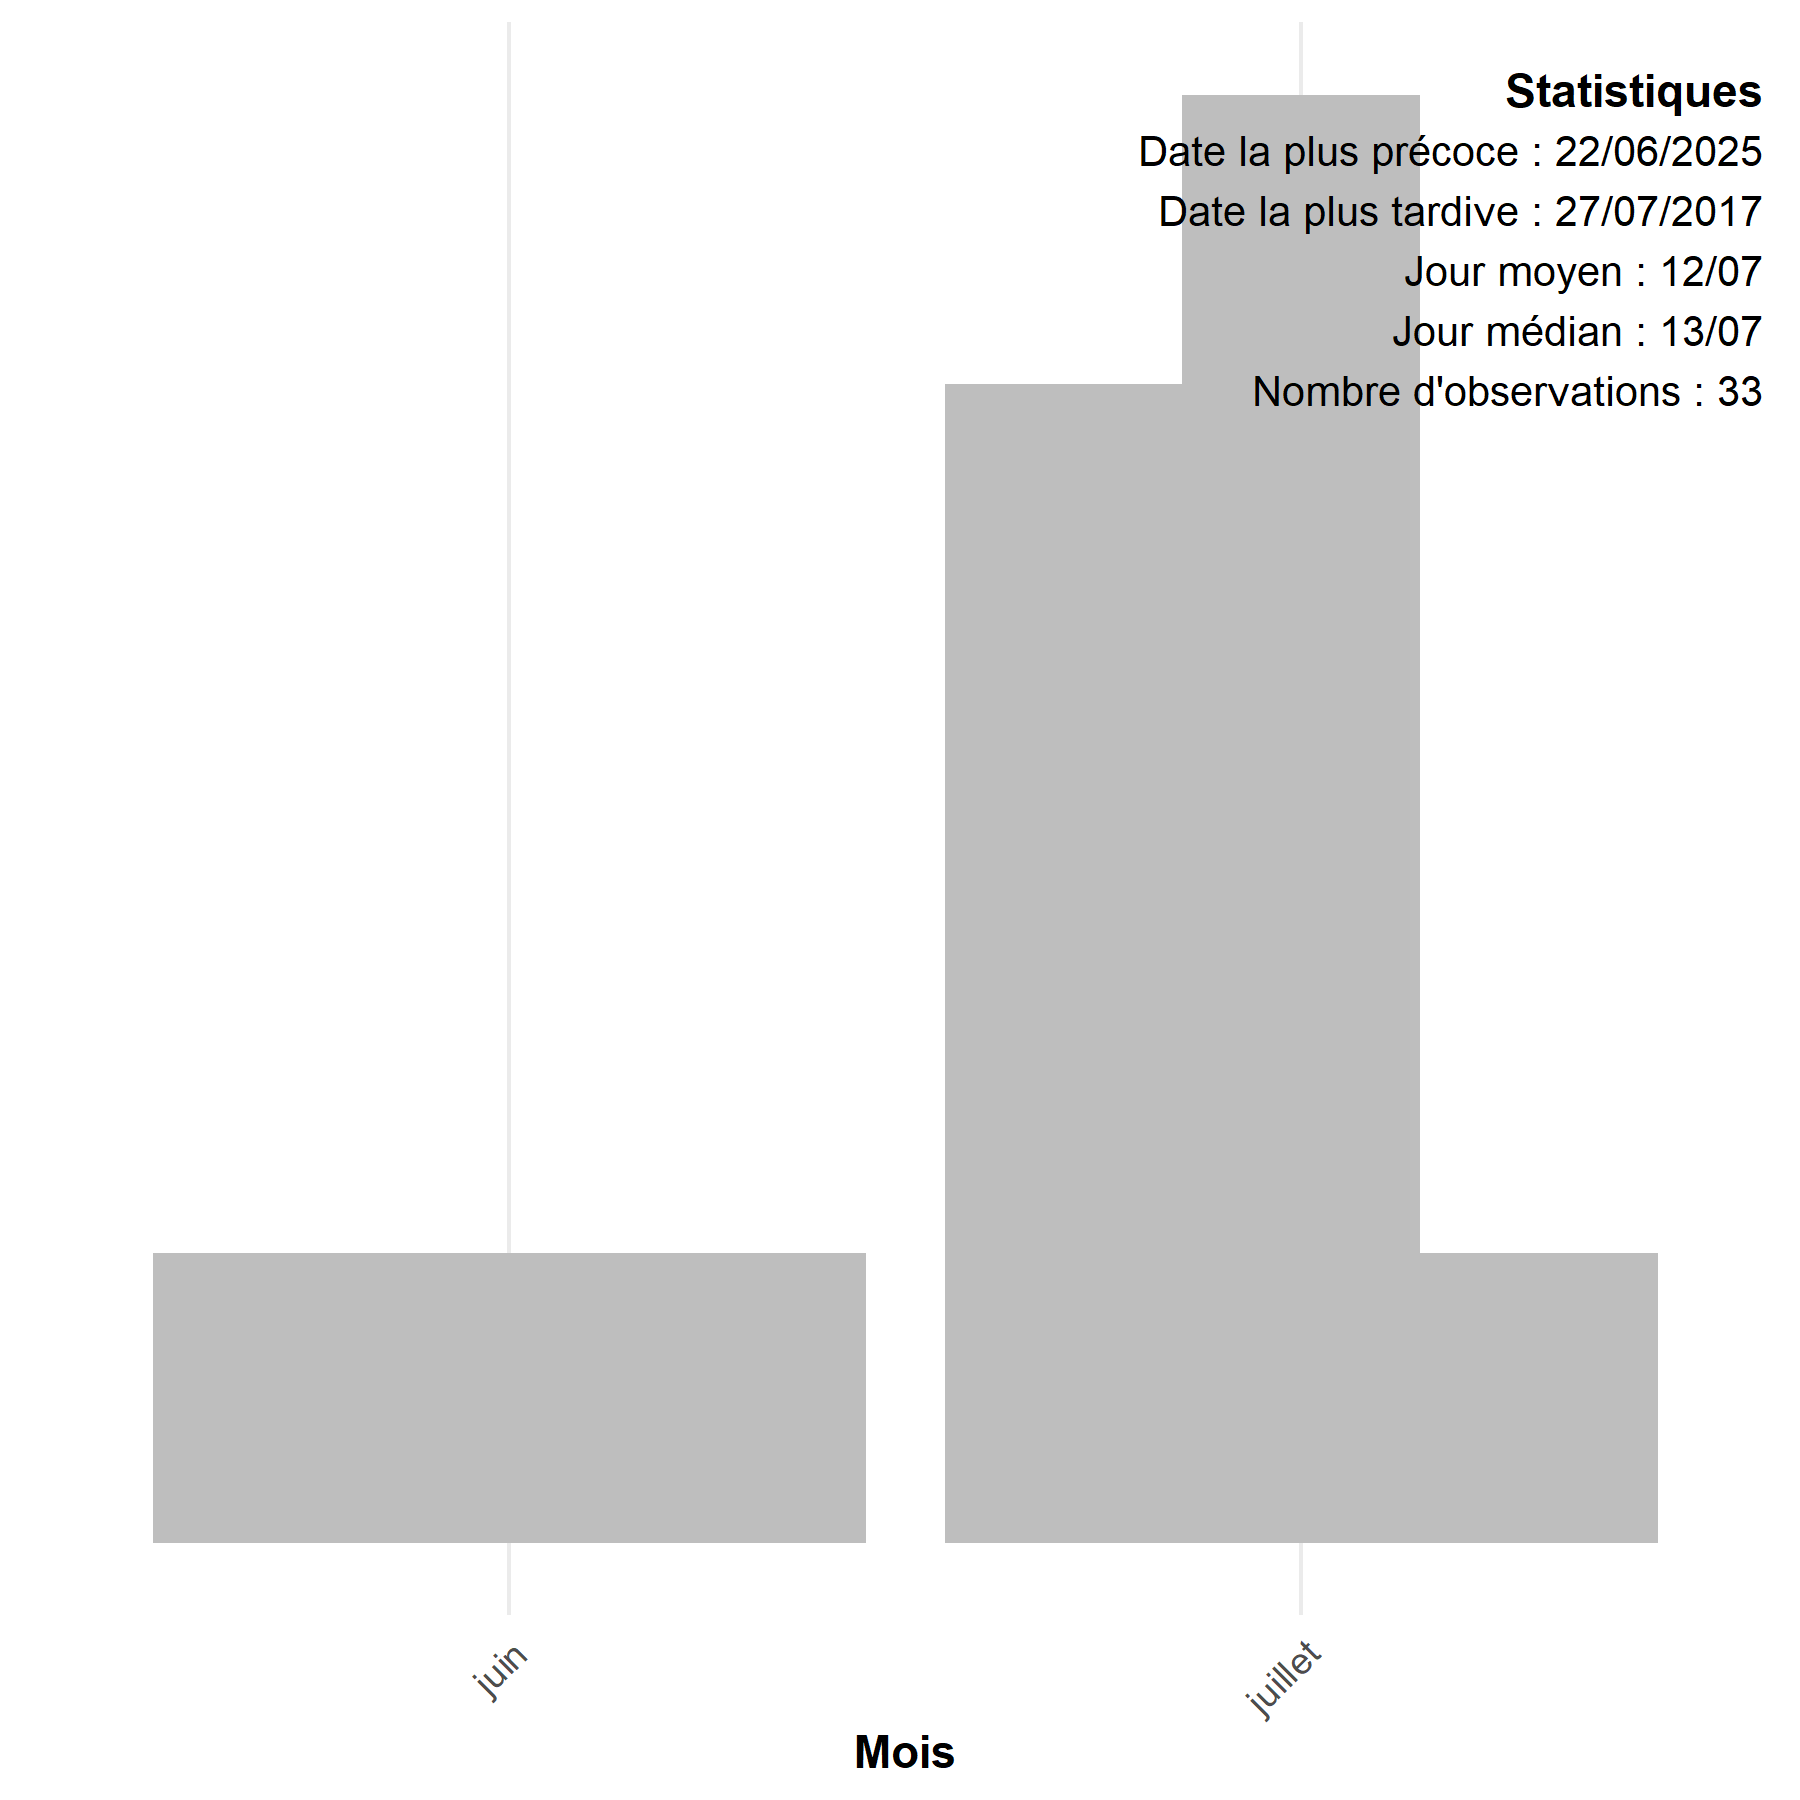 Statistiques
Date la plus précoce : 22/06/2025
Date la plus tardive : 27/07/2017
Jour moyen : 12/07
Jour médian : 13/07
Nombre d'observations : 33
juin
juillet
Mois